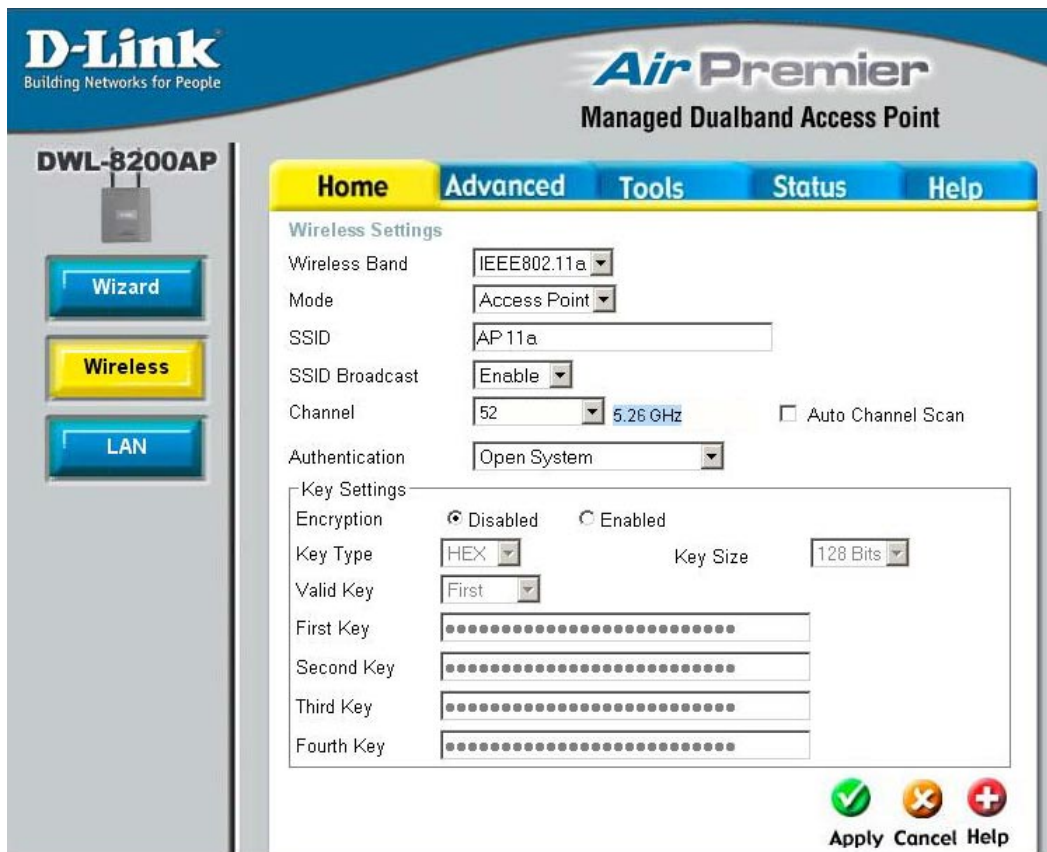 D-Link
Building Networks for People
Air Premier
Managed Dualband Access Point
DWL-8200AP
Home Advanced Tools Status Help
Wizard
Wireless
LAN
Wireless Settings
Wireless Band IEEE802.11a
Mode Access Point
SSID AP11a
SSID Broadcast Enable
Channel 52 5.26 GHz Auto Channel Scan
Authentication Open System
Key Settings
Encryption Disabled Enabled
Key Type HEX Key Size 128 Bits
Valid Key First
First Key ●●●●●●●●●●●●●●●●●●●●●●●●●●
Second Key ●●●●●●●●●●●●●●●●●●●●●●●●●●
Third Key ●●●●●●●●●●●●●●●●●●●●●●●●●●
Fourth Key ●●●●●●●●●●●●●●●●●●●●●●●●●●
Apply Cancel Help